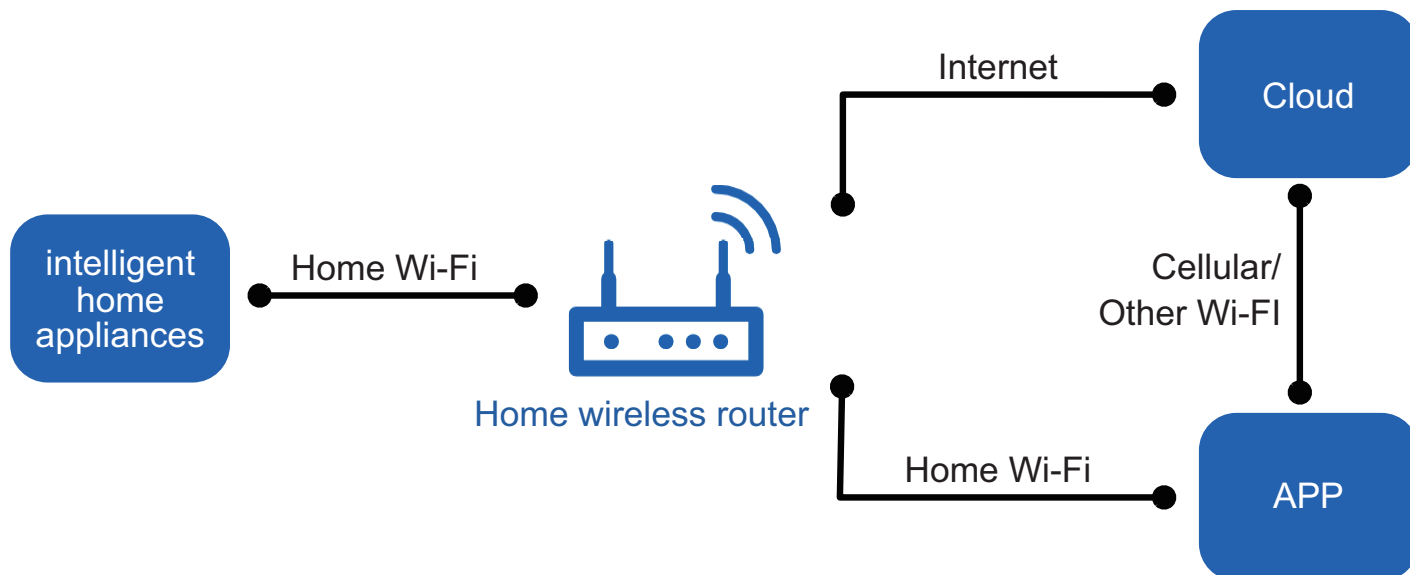 Internet
Cloud
intelligent
home
appliances
Home Wi-Fi
Cellular/
Other Wi-FI
Home wireless router
Home Wi-Fi
APP